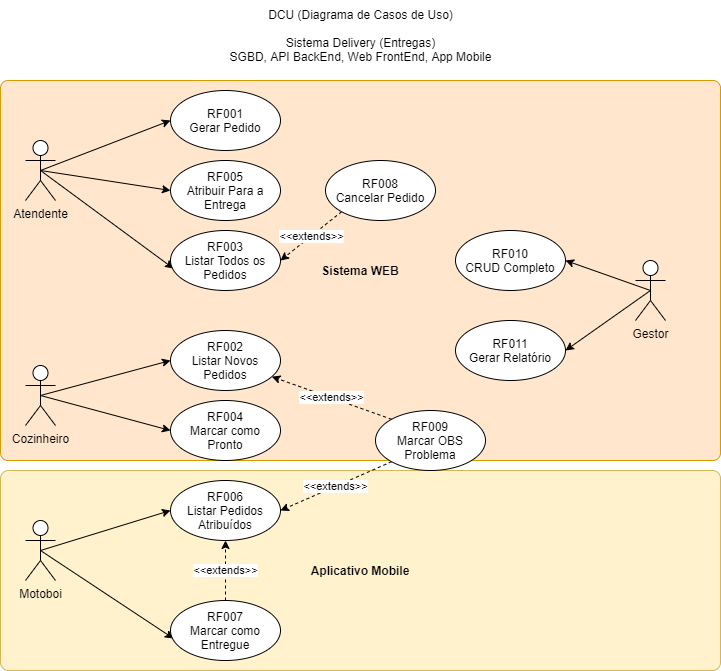 DCU (Diagrama de Casos de Uso)
Sistema Delivery (Entregas)
SGBD, API BackEnd, Web FrontEnd, App Mobile
RF001
Gerar Pedido
Atendente
RF005
Atribuir Para a
Entrega
RF008
Cancelar Pedido
<<extends>>
RF003
Listar Todos os
Pedidos
Sistema WEB
RF010
CRUD Completo
Gestor
RF011
Gerar Relatório
RF002
Listar Novos
Pedidos
<<extends>>
Cozinheiro
RF004
Marcar como
Pronto
RF009
Marcar OBS
Problema
<<extends>>
RF006
Listar Pedidos
Atribuídos
Motoboi
<<extends>>
Aplicativo Mobile
RF007
Marcar como
Entregue